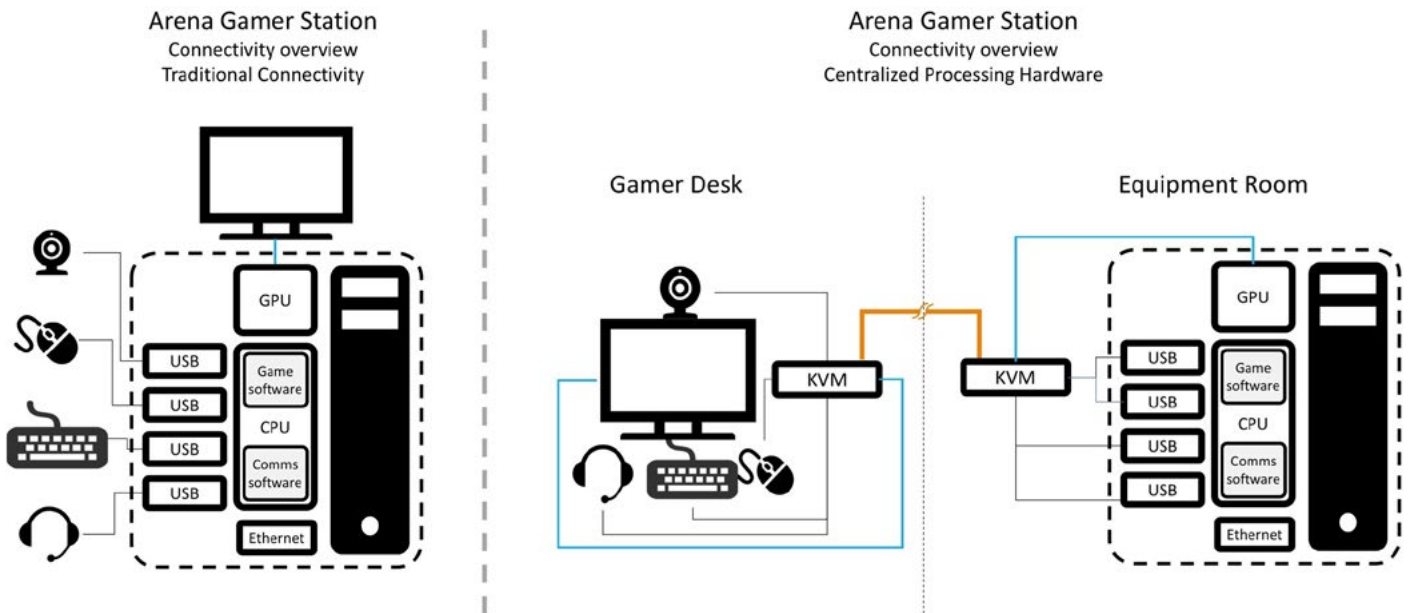 Arena Gamer Station
Connectivity overview
Traditional Connectivity
GPU
USB
USB
USB
USB
Game
software
CPU
Comms
software
Ethernet
Arena Gamer Station
Connectivity overview
Centralized Processing Hardware
Gamer Desk
Equipment Room
KVM
KVM
GPU
USB
USB
USB
USB
Game
software
CPU
Comms
software
Ethernet